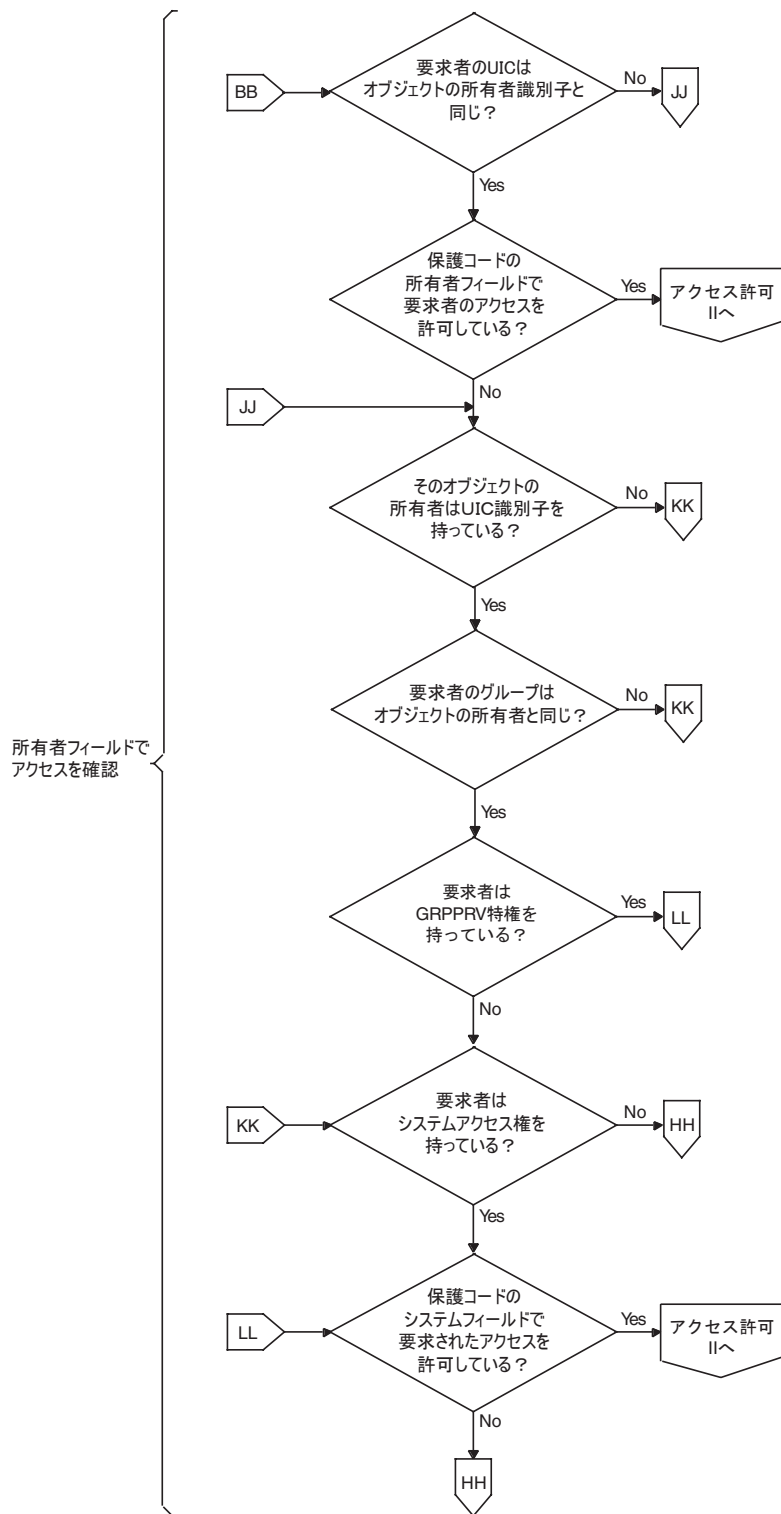 要求者のUICは
オブジェクトの所有者識別子と
同じ？
BB
No
JJ
Yes
保護コードの
所有者フィールドで
要求者のアクセスを
許可している？
Yes
アクセス許可
IIへ
No
JJ
そのオブジェクトの
所有者はUIC識別子を
持っている？
No
KK
Yes
要求者のグループは
オブジェクトの所有者と同じ？
No
KK
所有者フィールドで
アクセスを確認
Yes
要求者は
GRPPRV特権を
持っている？
Yes
LL
No
要求者は
システムアクセス権を
持っている？
KK
No
HH
Yes
保護コードの
システムフィールドで
要求されたアクセスを
許可している？
LL
Yes
アクセス許可
IIへ
No
HH